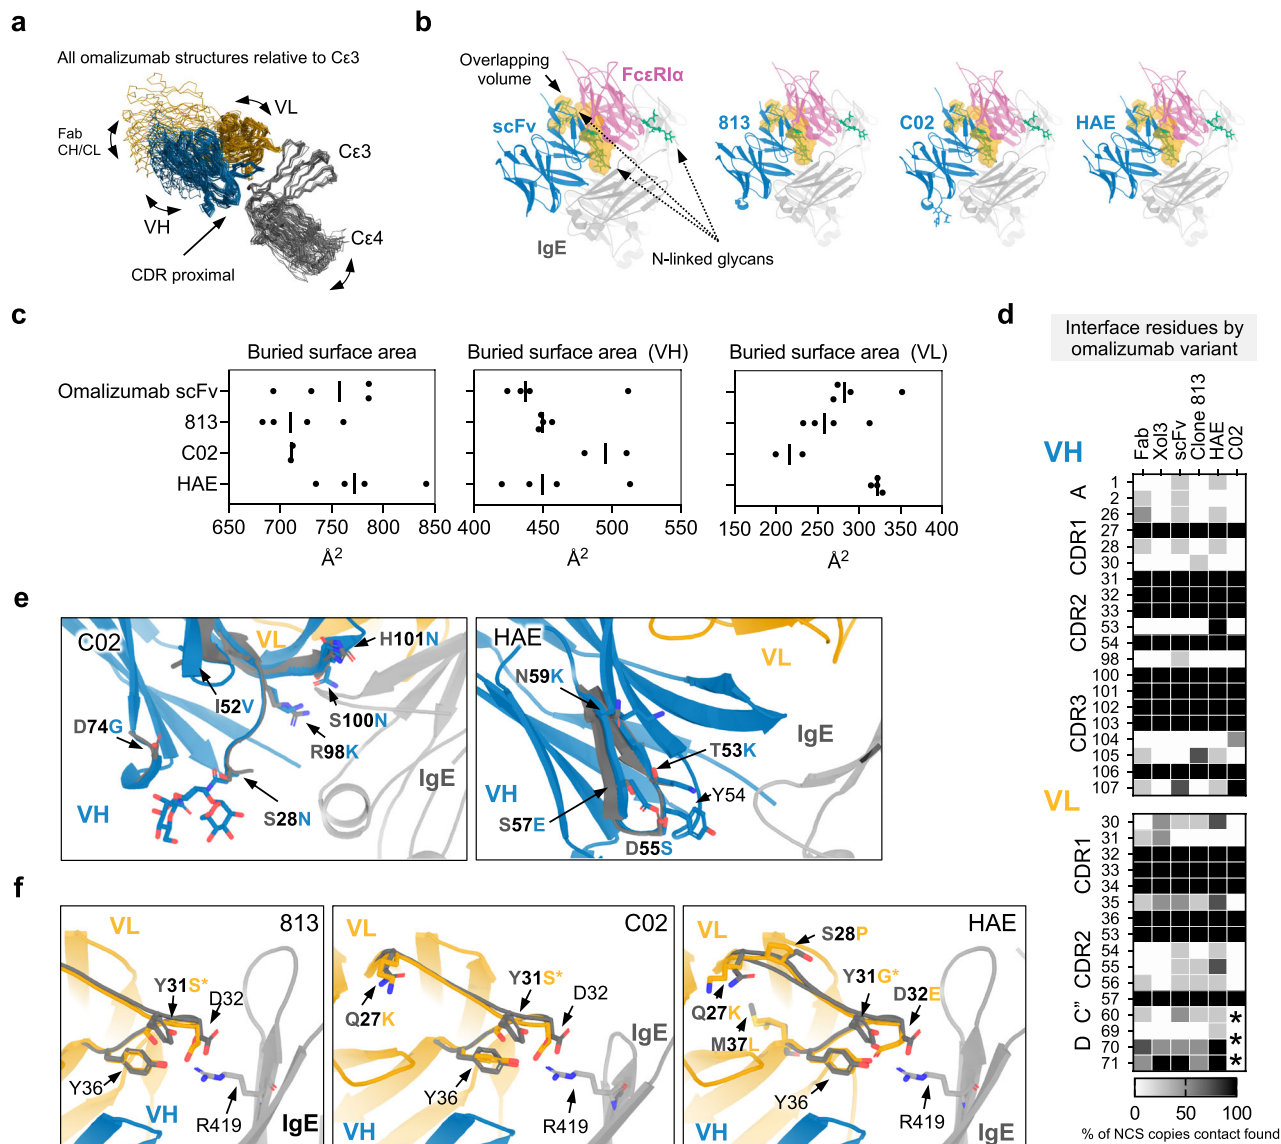 a
All omalizumab structures relative to Cε3
VL
Fab
CH/CL
Cε3
VH
Cε4
CDR proximal
b
Overlapping
volume
FcεRIα
scFv
813
C02
HAE
IgE
N-linked glycans
c
Buried surface area
Buried surface area (VH)
Buried surface area (VL)
Omalizumab scFv
813
C02
HAE
650 700 750 800 850
400 450 500 550
150 200 250 300 350 400
Å2
Å2
Å2
d
Interface residues by
omalizumab variant
VH
Fab
Xol3
scFv
Clone 813
HAE
C02
A
CDR1
CDR2
CDR3
1
2
26
27
28
30
31
32
33
53
54
98
100
101
102
103
104
105
106
107
VL
CDR1
CDR2
C”
D
30
31
32
33
34
35
36
53
54
55
56
57
60 *
69
70 *
71 *
0 50 100
% of NCS copies contact found
e
C02
VL
H101N
I52V
S100N
D74G
R98K
IgE
S28N
VH
HAE
VL
N59K
IgE
T53K
VH
Y54
S57E
D55S
f
813
VL
Y31S*
D32
Y36
R419
VH
IgE
C02
VL
Y31S*
D32
Q27K
IgE
Y36
R419
VH
HAE
VL
S28P
Y31G*
D32E
Q27K
M37L
Y36
R419
VH
IgE